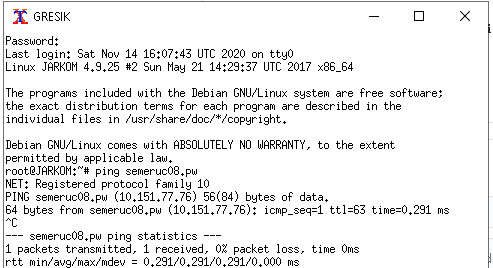 GRESIK
Password:
Last login: Sat Nov 14 16:07:43 UTC 2020 on tty0
Linux JARKOM 4.9.25 #2 Sun May 21 14:29:37 UTC 2017 x86_64
The programs included with the Debian GNU/Linux system are free software;
the exact distribution terms for each program are described in the
individual files in /usr/share/doc/*/copyright.
Debian GNU/Linux comes with ABSOLUTELY NO WARRANTY, to the extent
permitted by applicable law.
root@JARKOM:~# ping semeruc08.pw
NET: Registered protocol family 10
PING semeruc08.pw (10.151.77.76) 56(84) bytes of data.
64 bytes from semeruc08.pw (10.151.77.76): icmp_seq=1 ttl=63 time=0.291 ms
^C
--- semeruc08.pw ping statistics ---
1 packets transmitted, 1 received, 0% packet loss, time 0ms
rtt min/avg/max/mdev = 0.291/0.291/0.291/0.000 ms